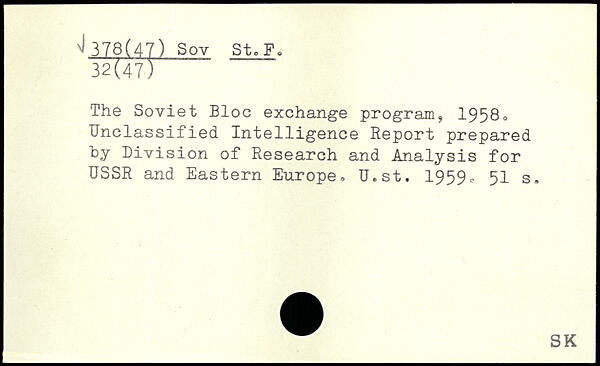 √378(47) Sov St.F.
32(47)
The Soviet Bloc exchange program, 1958.
Unclassified Intelligence Report prepared
by Division of Research and Analysis for
USSR and Eastern Europe. U.st. 1959. 51 s.
SK